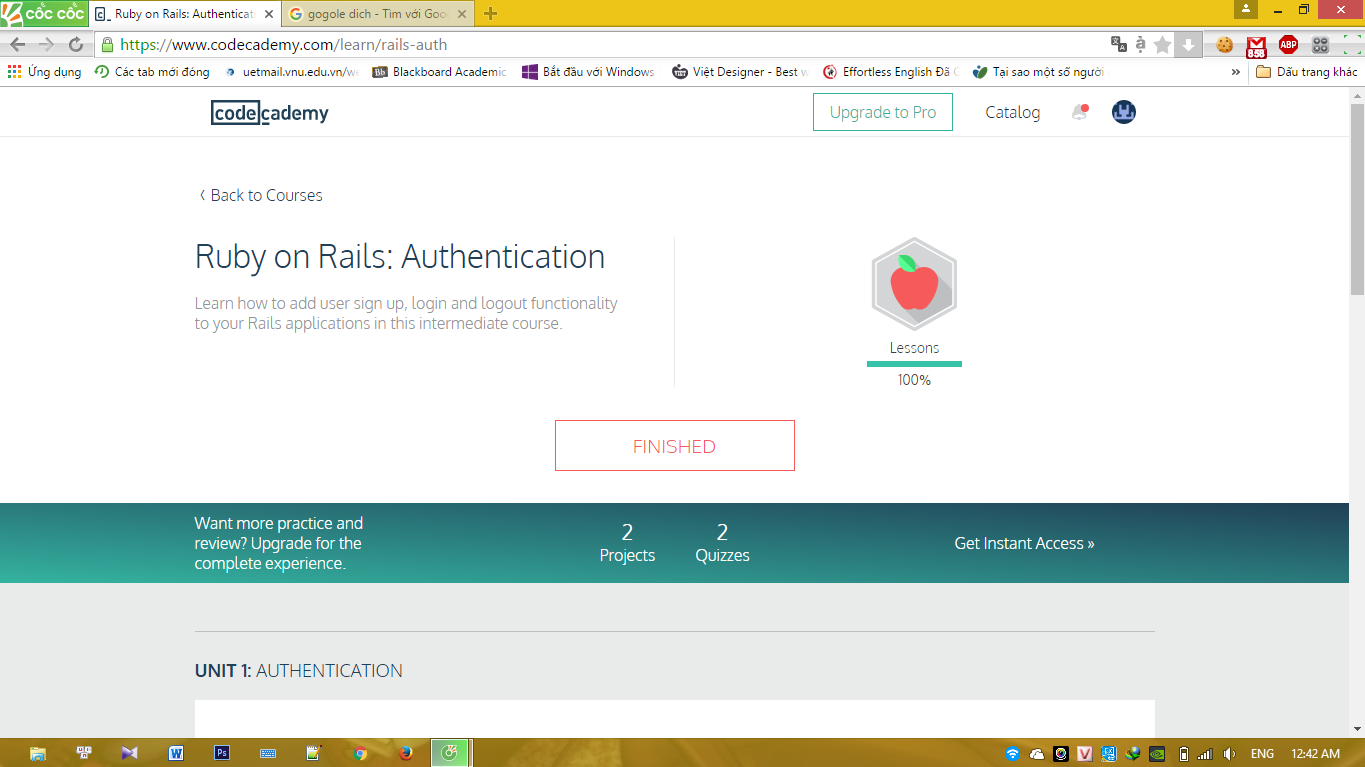 cốc cốc
Ruby on Rails: Authenticati
gogole dich - Tìm với Goo
https://www.codecademy.com/learn/rails-auth
858
ABP
Ứng dụng
Các tab mới đóng
uetmail.vnu.edu.vn/we
Bb
Blackboard Academic
Bắt đầu với Windows
Việt Designer - Best w
Effortless English Đã C
Tại sao một số người
»
Dấu trang khác
codecademy
Upgrade to Pro
Catalog
Back to Courses
Ruby on Rails: Authentication
Learn how to add user sign up, login and logout functionality
to your Rails applications in this intermediate course.
Lessons
100%
FINISHED
Want more practice and
review? Upgrade for the
complete experience.
2
Projects
2
Quizzes
Get Instant Access »
UNIT 1: AUTHENTICATION
ENG
12:42 AM